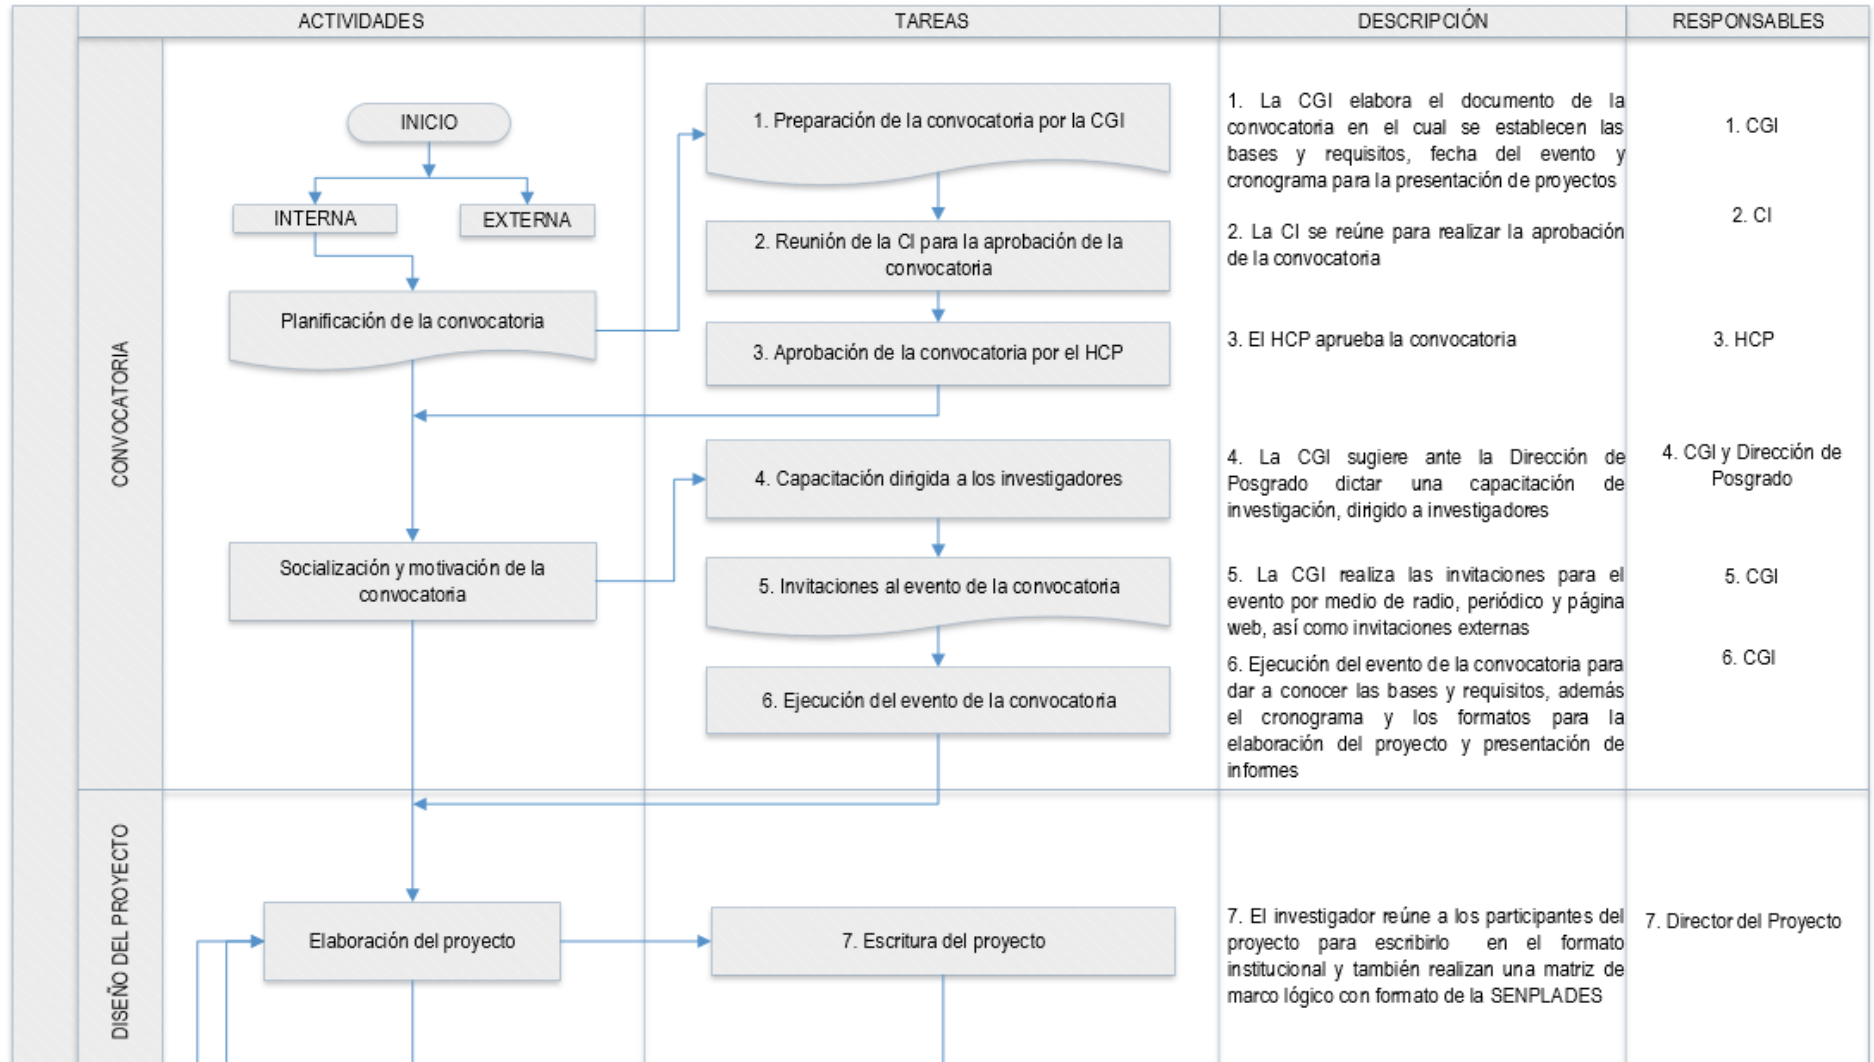 ACTIVIDADES
TAREAS
DESCRIPCIÓN
RESPONSABLES
CONVOCATORIA
INICIO
INTERNA
EXTERNA
Planificación de la convocatoria
Socialización y motivación de la
convocatoria
1. Preparación de la convocatoria por la CGI
2. Reunión de la CI para la aprobación de la
convocatoria
3. Aprobación de la convocatoria por el HCP
4. Capacitación dirigida a los investigadores
5. Invitaciones al evento de la convocatoria
6. Ejecución del evento de la convocatoria
1. La CGI elabora el documento de la
convocatoria en el cual se establecen las
bases y requisitos, fecha del evento y
cronograma para la presentación de proyectos
2. La CI se reúne para realizar la aprobación
de la convocatoria
3. El HCP aprueba la convocatoria
4. La CGI sugiere ante la Dirección de
Posgrado dictar una capacitación de
investigación, dirigido a investigadores
5. La CGI realiza las invitaciones para el
evento por medio de radio, periódico y página
web, así como invitaciones externas
6. Ejecución del evento de la convocatoria para
dar a conocer las bases y requisitos, además
el cronograma y los formatos para la
elaboración del proyecto y presentación de
informes
1. CGI
2. CI
3. HCP
4. CGI y Dirección de
Posgrado
5. CGI
6. CGI
DISEÑO DEL PROYECTO
Elaboración del proyecto
7. Escritura del proyecto
7. El investigador reúne a los participantes del
proyecto para escribirlo en el formato
institucional y también realizan una matriz de
marco lógico con formato de la SENPLADES
7. Director del Proyecto